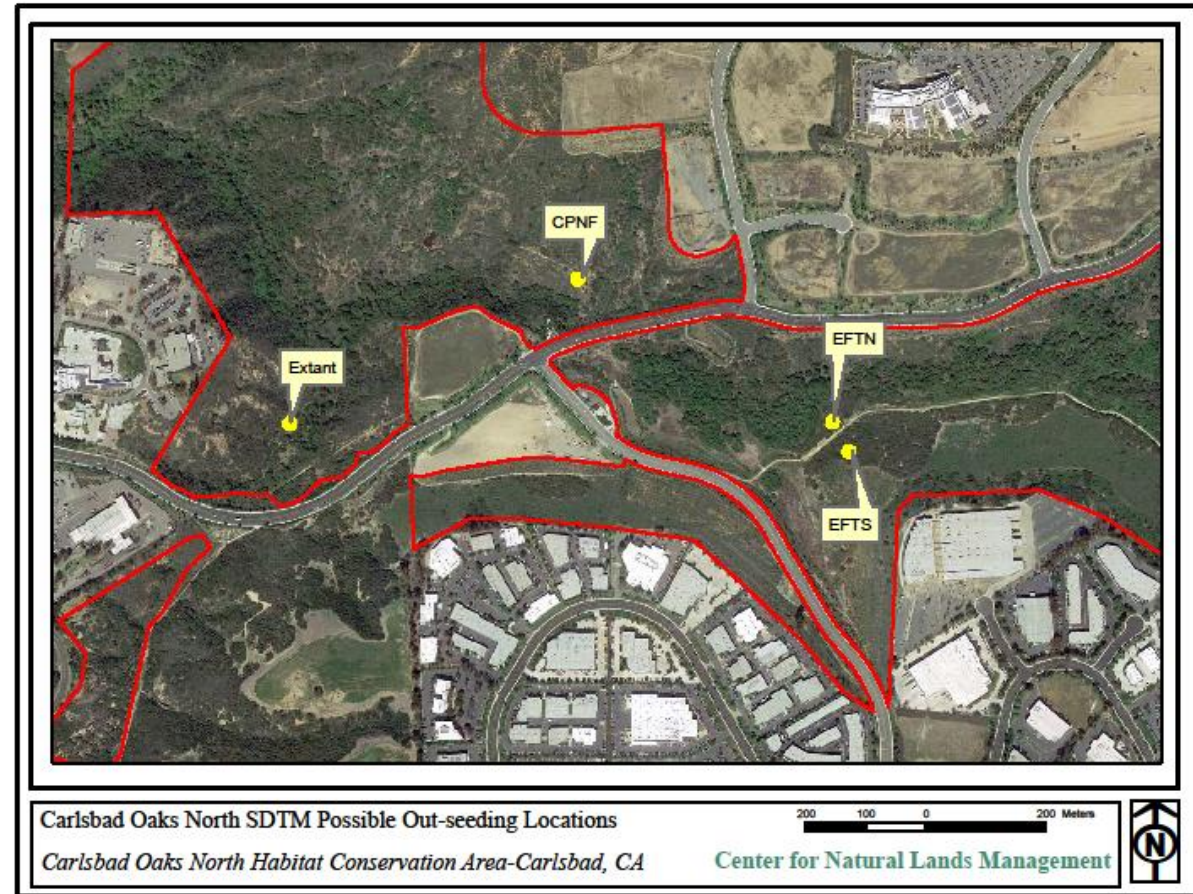 CPNF
EFTN
Extant
EFTS
Carlsbad Oaks North SDTM Possible Out-seeding Locations
200 100 0 200 Meters
Carlsbad Oaks North Habitat Conservation Area-Carlsbad, CA
Center for Natural Lands Management
N